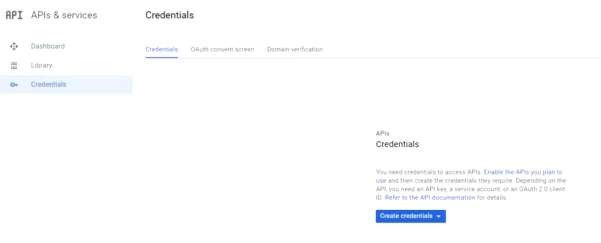 API APIs & services
Credentials
Credentials OAuth consent screen Domain verification
Dashboard
Library
Credentials
APIs
Credentials
You need credentials to access APIs. Enable the APIs you plan to
use and then create the credentials they require. Depending on the
API, you need an API key, a service account, or an OAuth 2.0 client
ID. Refer to the API documentation for details.
Create credentials